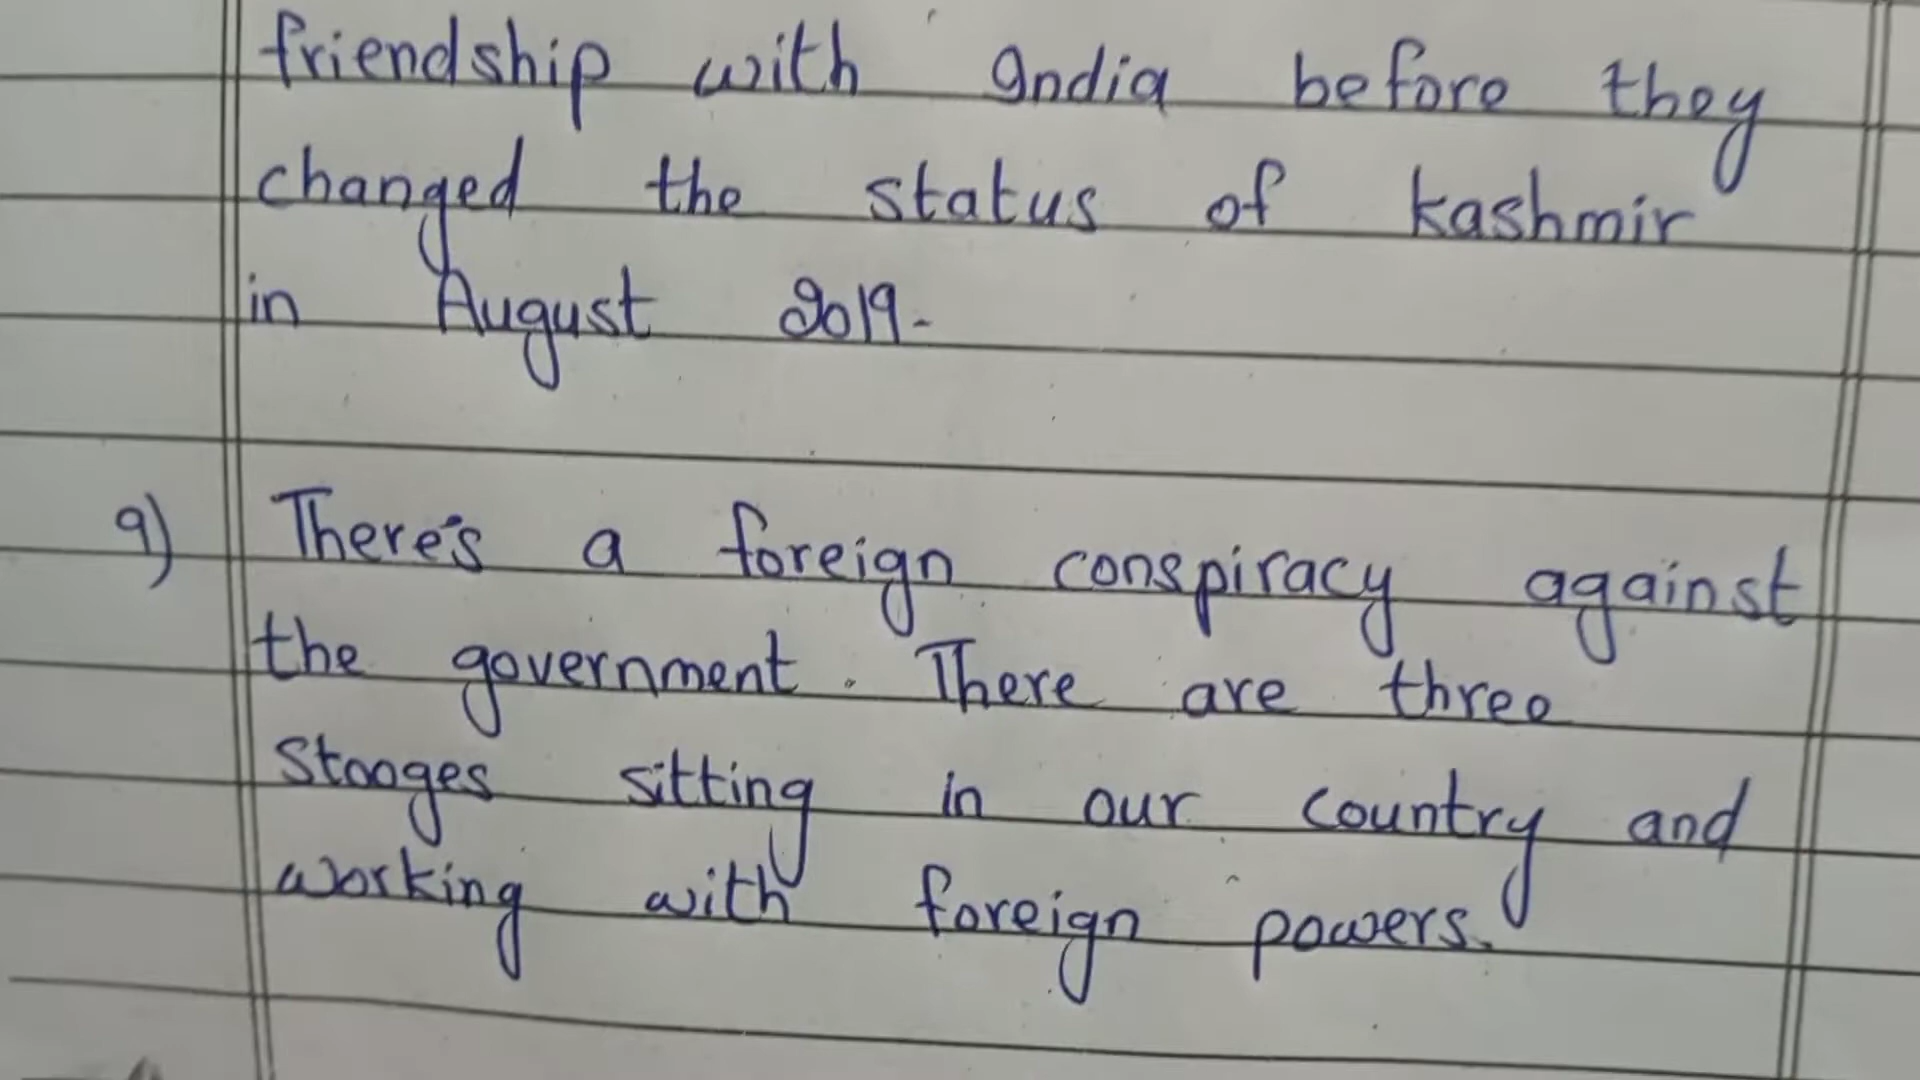 friendship with India before they
changed the status of kashmir
in August 2019.
9) There's a foreign conspiracy against
the government. There are three
stooges sitting in our country and
working with foreign powers.